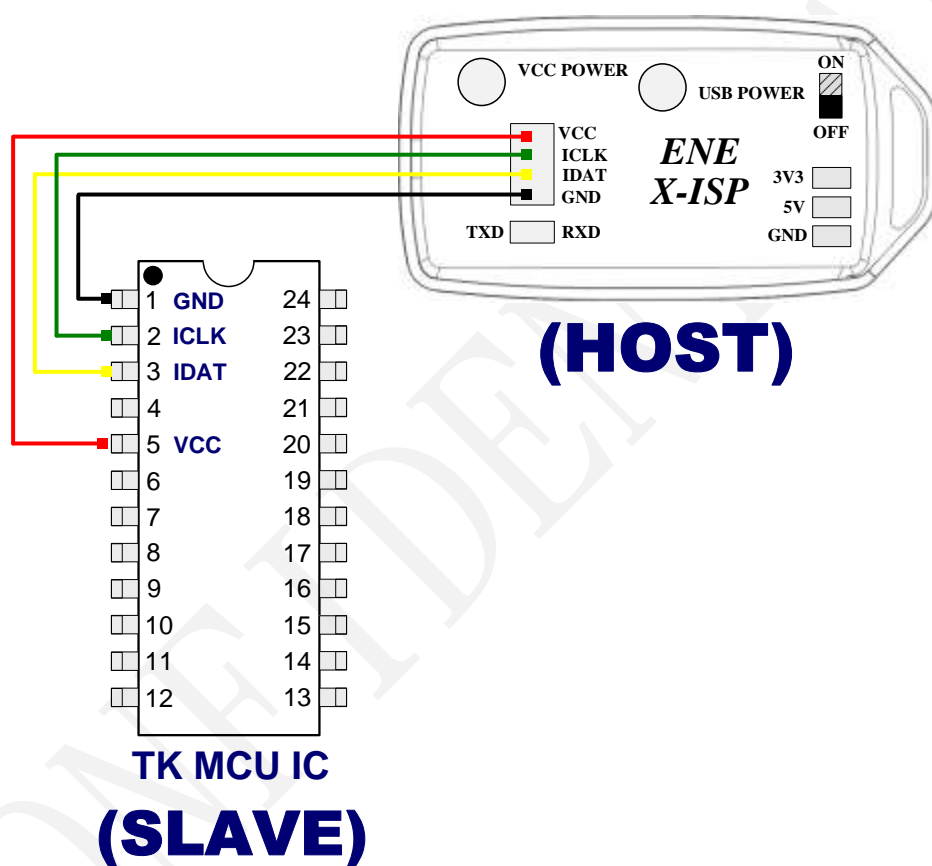 VCC POWER
USB POWER
ON
OFF
VCC
ICLK
IDAT
GND
ENE
X-ISP
3V3
5V
GND
TXD RXD
(HOST)
1 GND 24
2 ICLK 23
3 IDAT 22
4 21
5 VCC 20
6 19
7 18
8 17
9 16
10 15
11 14
12 13
TK MCU IC
(SLAVE)